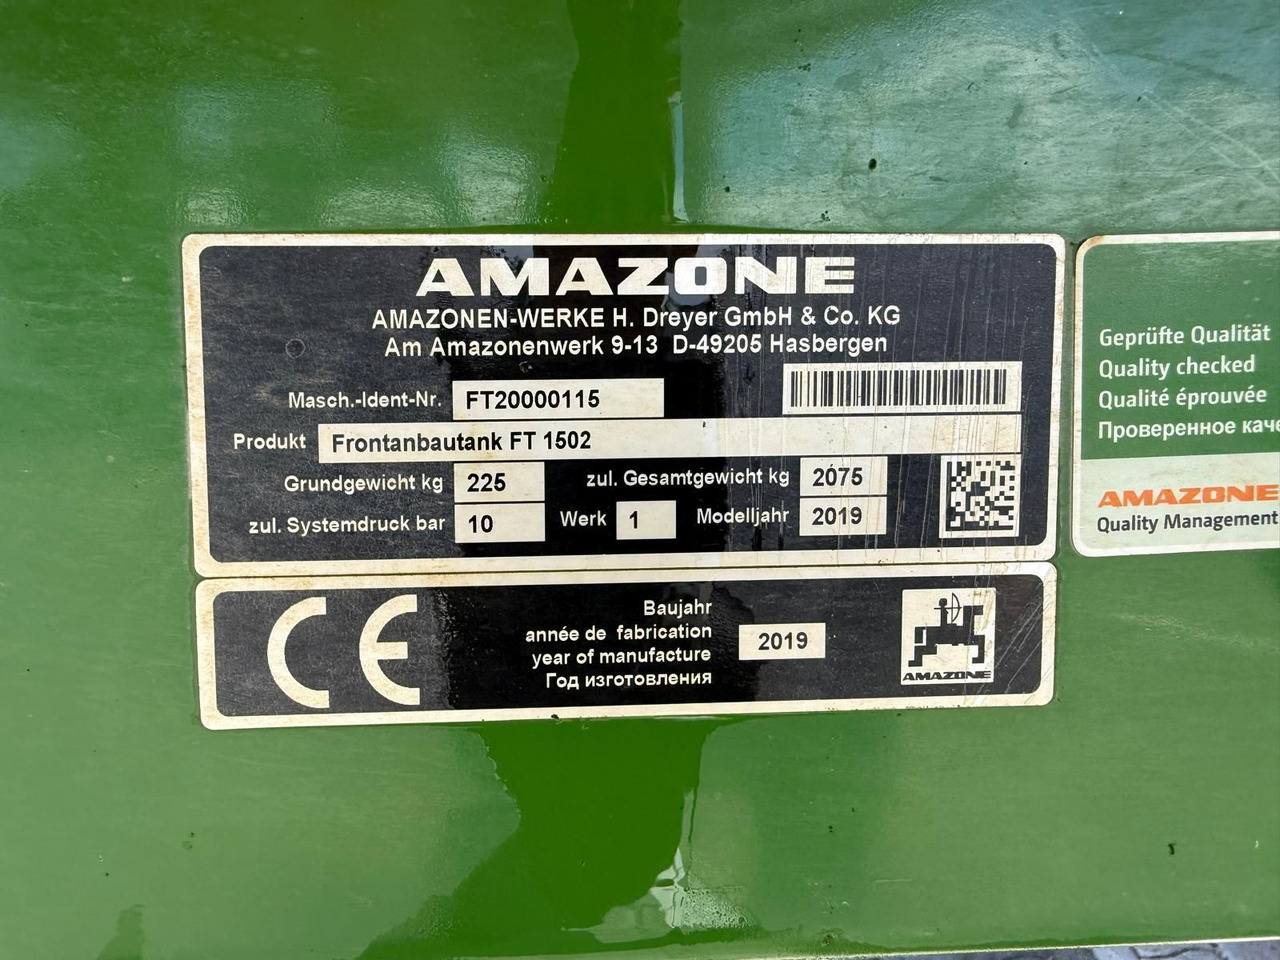 AMAZONE
AMAZONEN-WERKE H. Dreyer GmbH & Co. KG
Am Amazonenwerk 9-13 D-49205 Hasbergen
Masch.-Ident-Nr. FT20000115
Produkt Frontanbautank FT 1502
Grundgewicht kg 225 zul. Gesamtgewicht kg 2075
zul. Systemdruck bar 10 Werk 1 Modelljahr 2019
CE
Baujahr
année de fabrication
year of manufacture
Год изготовления
2019
AMAZONE
Geprüfte Qualität
Quality checked
Qualité éprouvée
Проверенное
AMAZONE
Quality Management